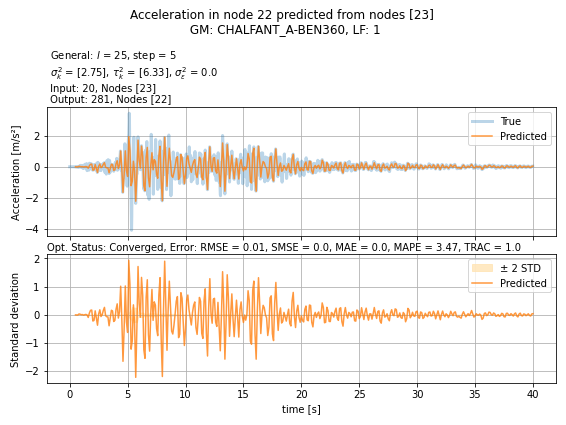 Acceleration in node 22 predicted from nodes [23]
GM: CHALFANT_A-BEN360, LF: 1
General: l = 25, step = 5
σ²ₖ = [2.75], τ²ₖ = [6.33], σ²ε = 0.0
Input: 20, Nodes [23]
Output: 281, Nodes [22]
Acceleration [m/s²]
2
0
−2
−4
True
Predicted
Opt. Status: Converged, Error: RMSE = 0.01, SMSE = 0.0, MAE = 0.0, MAPE = 3.47, TRAC = 1.0
Standard deviation
2
1
0
−1
−2
± 2 STD
Predicted
0 5 10 15 20 25 30 35 40
time [s]